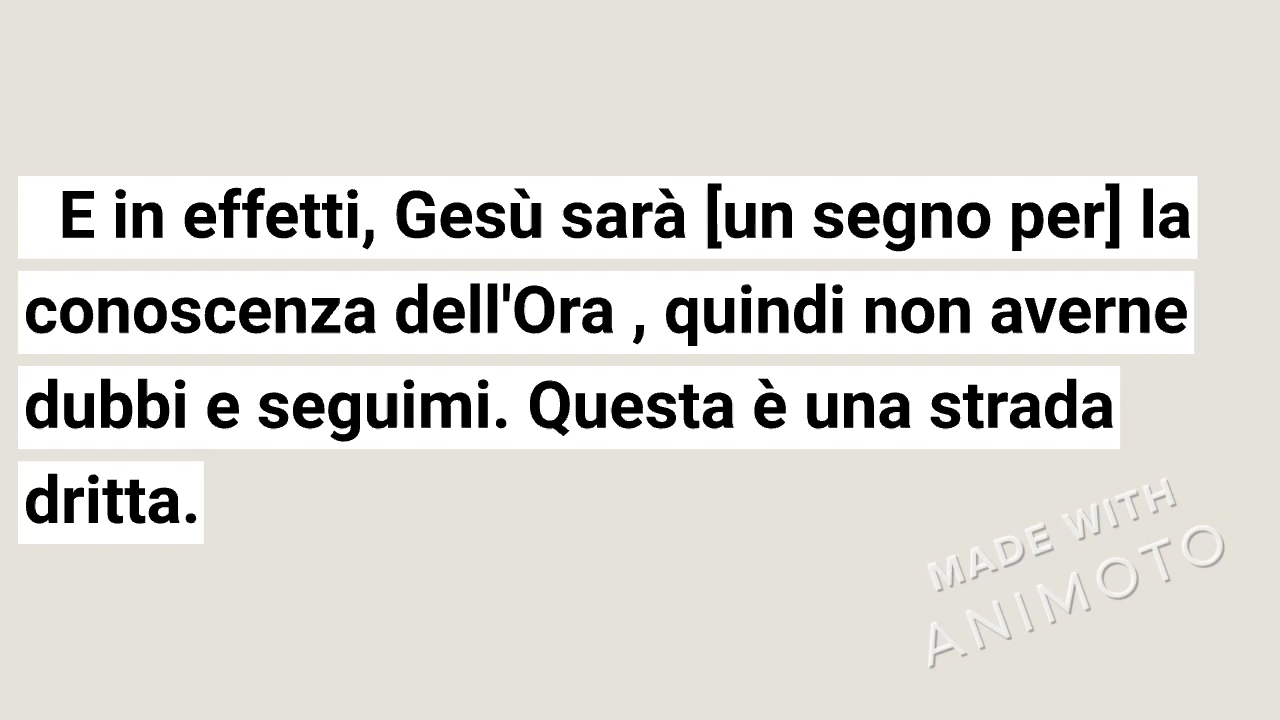 E in effetti, Gesù sarà [un segno per] la
conoscenza dell'Ora , quindi non averne
dubbi e seguimi. Questa è una strada
dritta.
MADE WITH
ANIMOTO